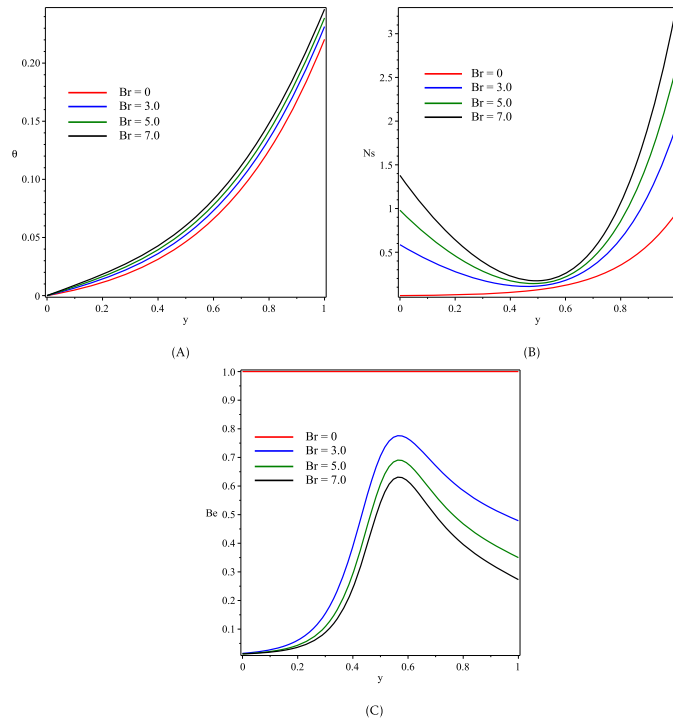 0.20
0.15
θ
0.10
0.05
0
Br = 0
Br = 3.0
Br = 5.0
Br = 7.0
0 0.2 0.4 0.6 0.8 1
y
(A)
3
2.5
2
Ns
1.5
1
0.5
Br = 0
Br = 3.0
Br = 5.0
Br = 7.0
0 0.2 0.4 0.6 0.8
y
(B)
1.0
0.9
0.8
0.7
0.6
Be 0.5
0.4
0.3
0.2
0.1
Br = 0
Br = 3.0
Br = 5.0
Br = 7.0
0 0.2 0.4 0.6 0.8 1
y
(C)